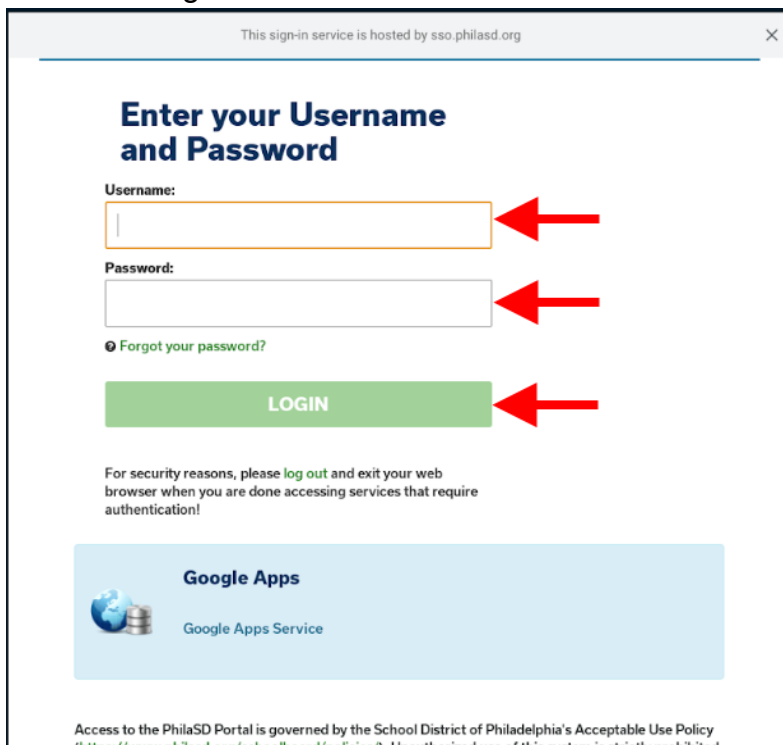 This sign-in service is hosted by sso.philasd.org
Enter your Username
and Password
Username:
Password:
Forgot your password?
LOGIN
For security reasons, please log out and exit your web
browser when you are done accessing services that require
authentication!
Google Apps
Google Apps Service
Access to the PhilaSD Portal is governed by the School District of Philadelphia's Acceptable Use Policy